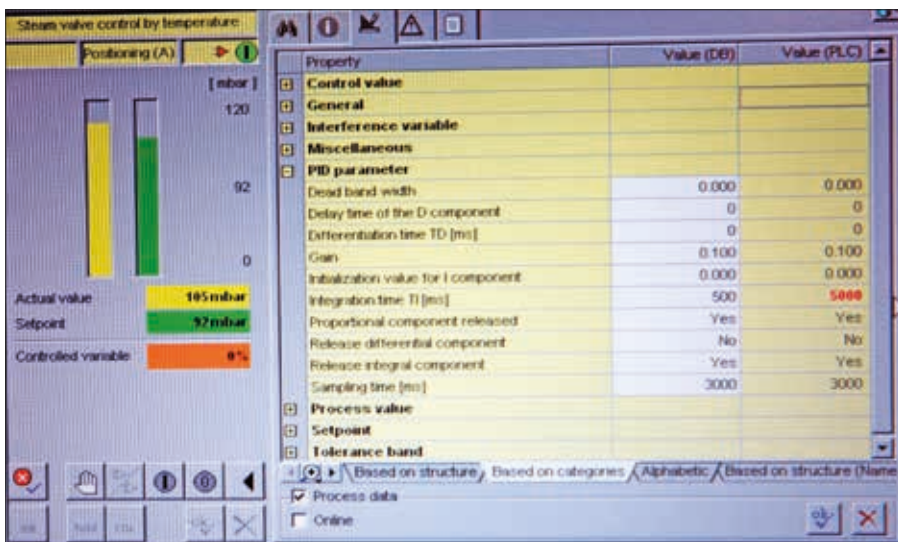 Steam valve control by temperature
Positioning (A)
[ mbar ]
120
92
0
Actual value 105 mbar
Setpoint 92 mbar
Controlled variable 0%
Property Value (DB) Value (PLC)
Control value
General
Interference variable
Miscellaneous
PID parameter
Dead band width 0.000 0.000
Delay time of the D component 0 0
Differentiation time TD [ms] 0 0
Gain 0.100 0.100
Initialization value for I component 0.000 0.000
Integration time TI [ms] 500 5000
Proportional component released Yes Yes
Release differential component No No
Release integral component Yes Yes
Sampling time [ms] 3000 3000
Process value
Setpoint
Tolerance band
Based on structure Based on categories Alphabetic Based on structure (Name
Process data
Online